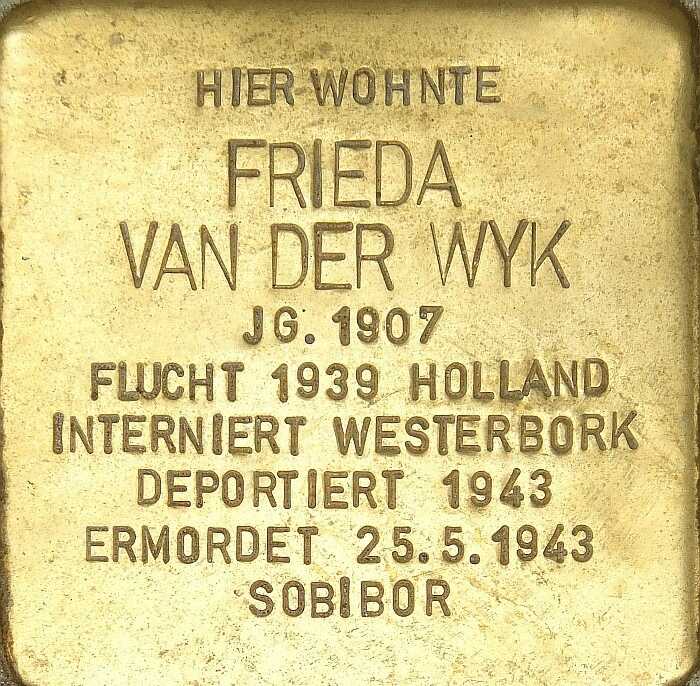 HIER WOHNTE
FRIEDA
VAN DER WYK
JG. 1907
FLUCHT 1939 HOLLAND
INTERNIERT WESTERBORK
DEPORTIERT 1943
ERMORDET 25.5.1943
SOBIBOR